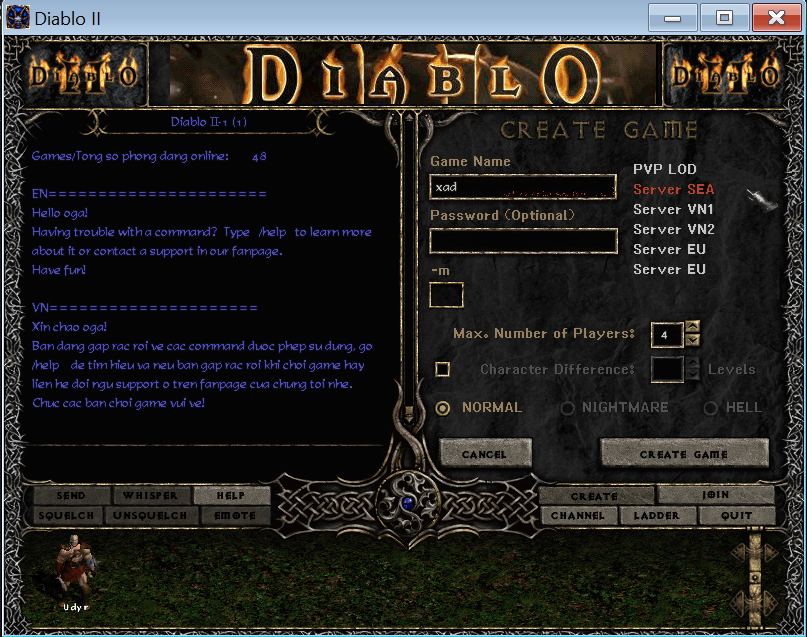 Diablo II
DIABLO II
DIABLO
DIABLO II
Diablo II-1 (1)
Games/Tong so phong dang online: 48
EN======================
Hello oga!
Having trouble with a command? Type /help to learn more
about it or contact a support in our fanpage.
Have fun!
VN=====================
Xin chao oga!
Ban dang gap rac roi ve cac command duoc phep su dung, go
/help de tim hieu va neu ban gap rac roi khi choi game hay
lien he doi ngu support o tren fanpage cua chung toi nhe.
Chuc cac ban choi game vui ve!
CREATE GAME
Game Name
xad
Password (Optional)
-m
PVP LOD
Server SEA
Server VN1
Server VN2
Server EU
Server EU
Max. Number of Players: 4
Character Difference: Levels
NORMAL NIGHTMARE HELL
CANCEL CREATE GAME
SEND WHISPER HELP
SQUELCH UNSQUELCH EMOTE
CREATE JOIN
CHANNEL LADDER QUIT
Udyr